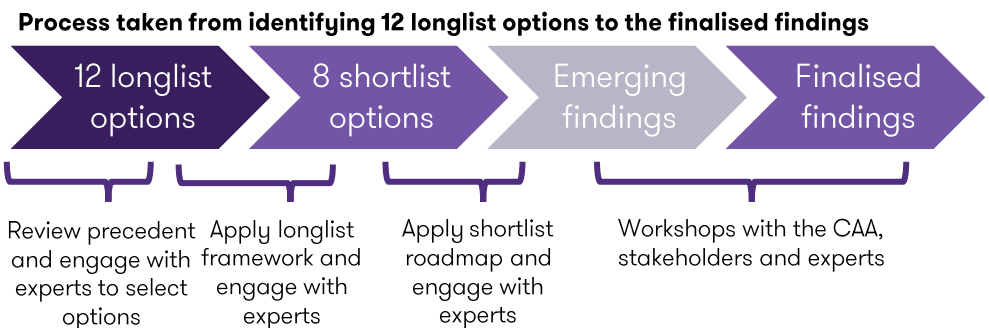 Process taken from identifying 12 longlist options to the finalised findings
12 longlist
options
8 shortlist
options
Emerging
findings
Finalised
findings
Review precedent
and engage with
experts to select
options
Apply longlist
framework and
engage with
experts
Apply shortlist
roadmap and
engage with
experts
Workshops with the CAA,
stakeholders and experts